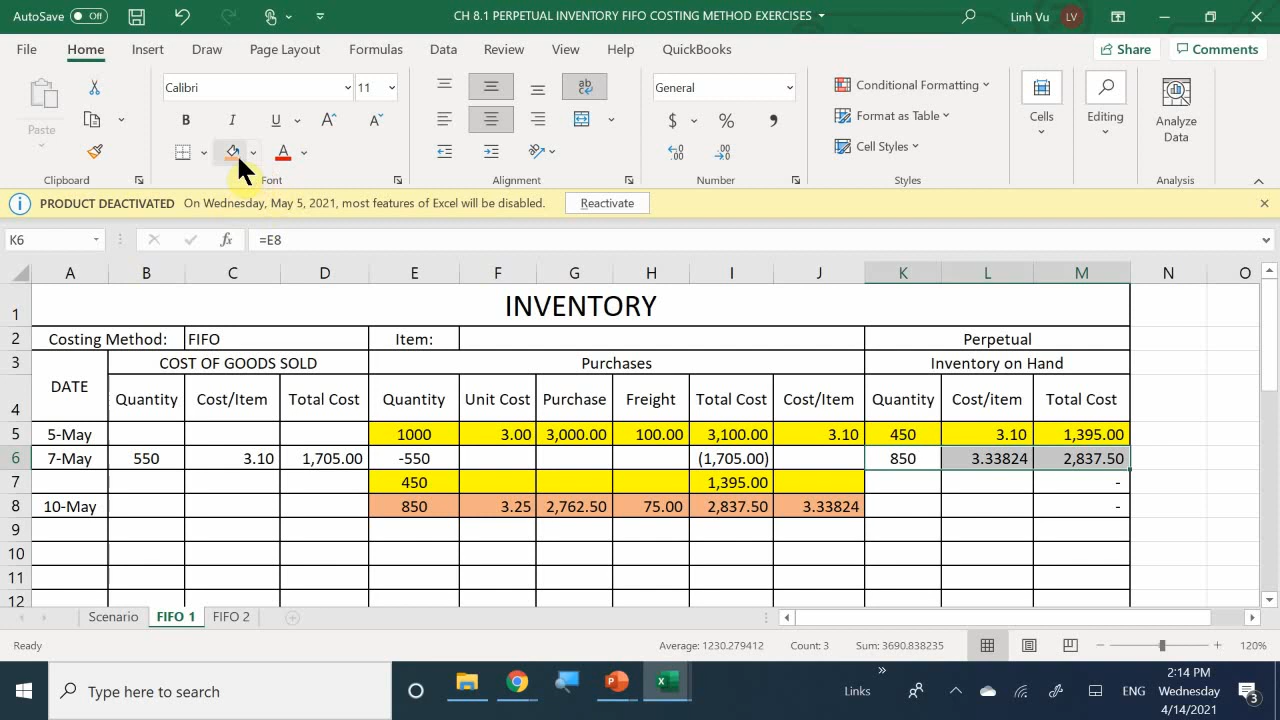 AutoSave Off CH 8.1 PERPETUAL INVENTORY FIFO COSTING METHOD EXERCISES Linh Vu LV
File Home Insert Draw Page Layout Formulas Data Review View Help QuickBooks Share Comments
Paste Calibri 11 General Conditional Formatting Format as Table Cell Styles Cells Editing Analyze Data
B I U A A ab $ % , A
Clipboard Font Alignment Number Styles Analysis
PRODUCT DEACTIVATED On Wednesday, May 5, 2021, most features of Excel will be disabled. Reactivate
K6 fx =E8
A B C D E F G H I J K L M N O
1 INVENTORY
2 Costing Method: FIFO Item: Perpetual
3 COST OF GOODS SOLD Purchases Inventory on Hand
4 DATE Quantity Cost/Item Total Cost Quantity Unit Cost Purchase Freight Total Cost Cost/Item Quantity Cost/item Total Cost
5 5-May 1000 3.00 3,000.00 100.00 3,100.00 3.10 450 3.10 1,395.00
6 7-May 550 3.10 1,705.00 -550 (1,705.00) 850 3.33824 2,837.50
7 450 1,395.00 -
8 10-May 850 3.25 2,762.50 75.00 2,837.50 3.33824 -
9
10
11
12
Scenario FIFO 1 FIFO 2
Ready Average: 1230.279412 Count: 3 Sum: 3690.838235 120%
Type here to search Links ENG 2:14 PM Wednesday 4/14/2021 3